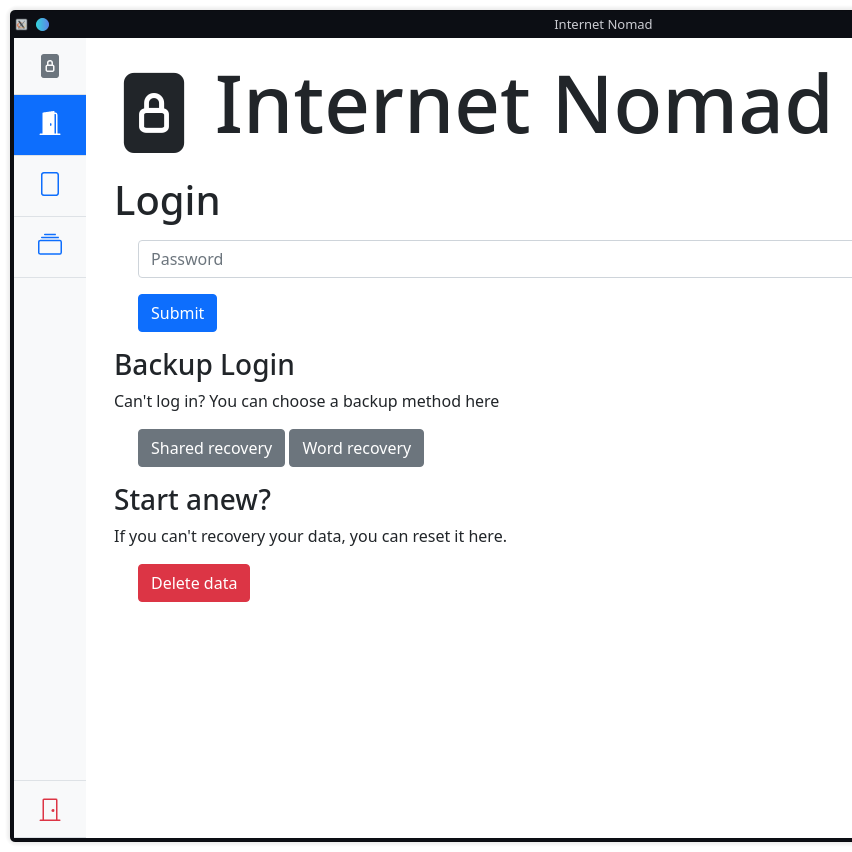 Internet Nomad
Internet Nomad
Login
Password
Submit
Backup Login
Can't log in? You can choose a backup method here
Shared recovery Word recovery
Start anew?
If you can't recovery your data, you can reset it here.
Delete data